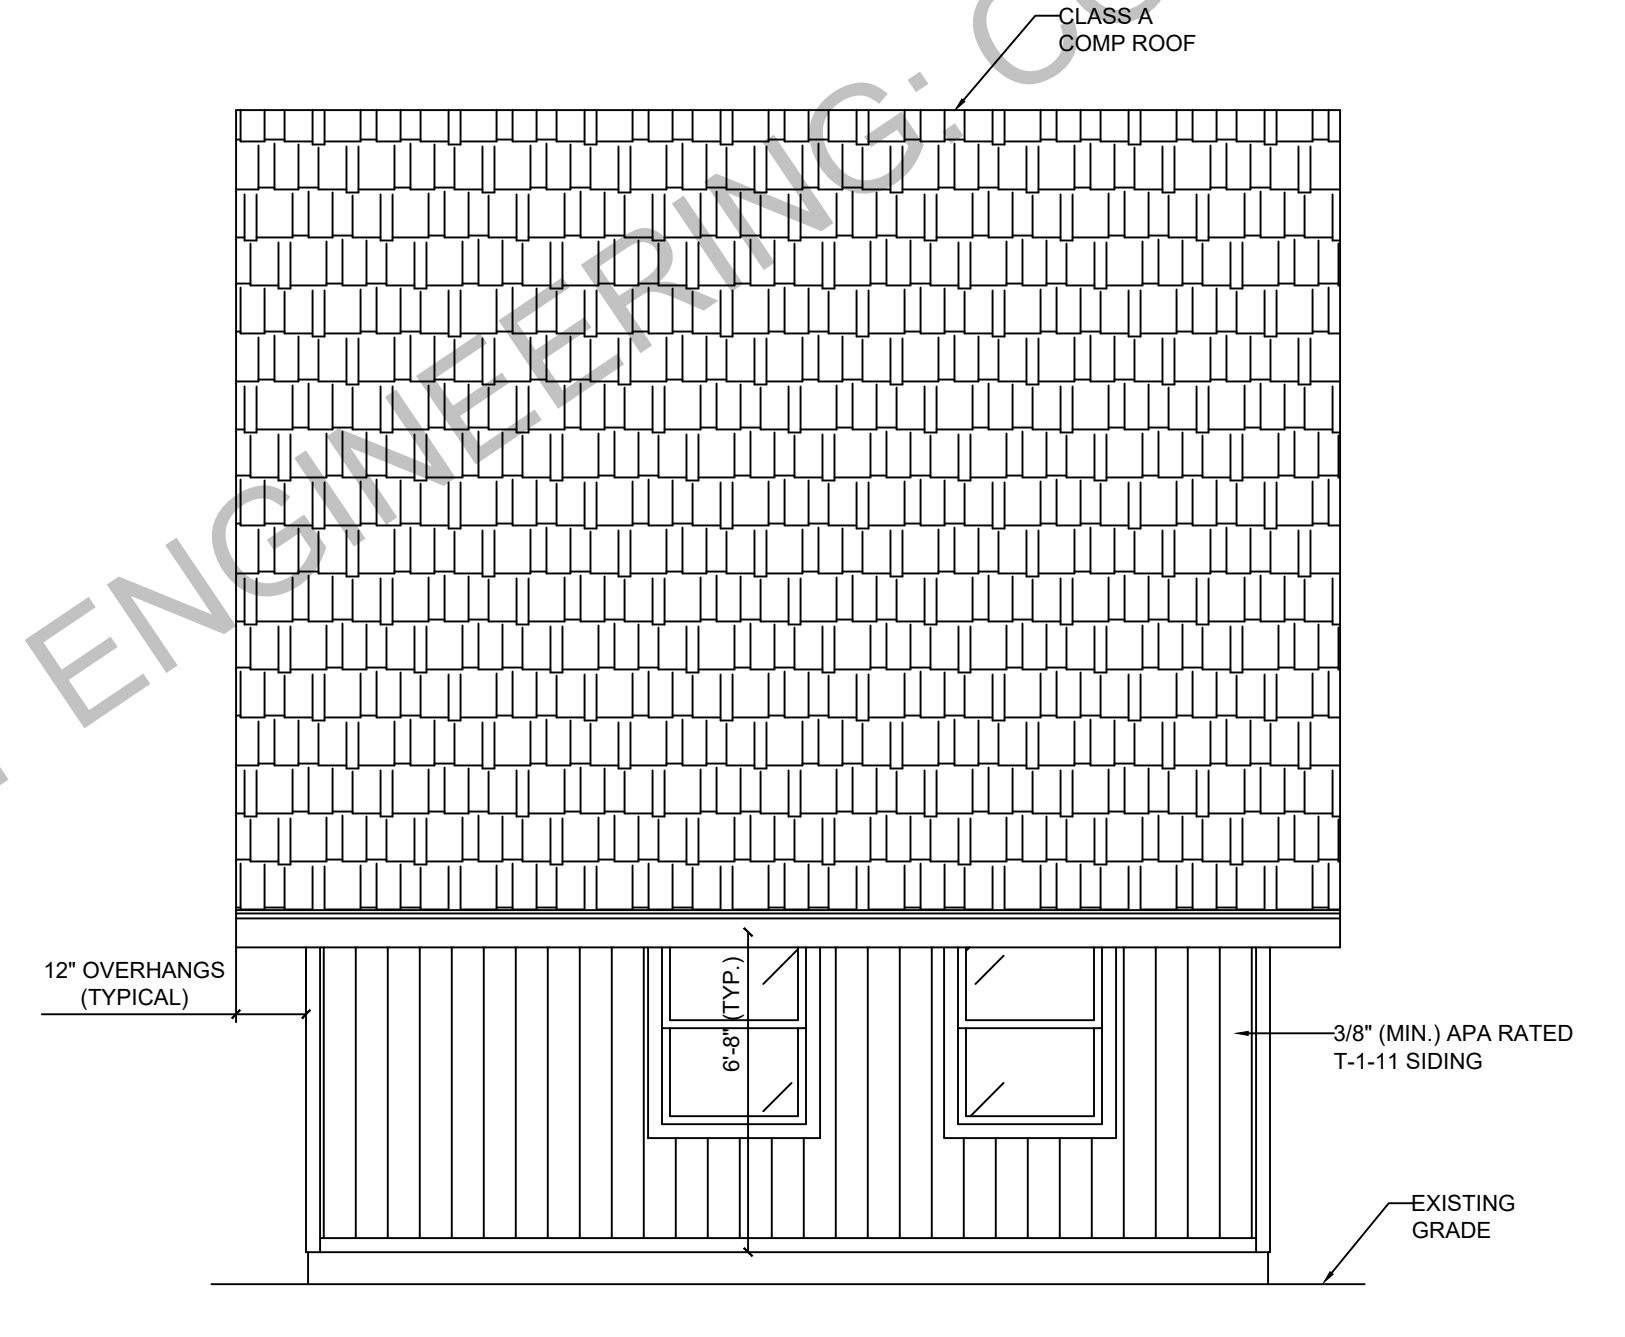 CLASS A
COMP ROOF
ENGINEERING:
12" OVERHANGS
(TYPICAL)
6'-8" (TYP.)
3/8" (MIN.) APA RATED
T-1-11 SIDING
EXISTING
GRADE